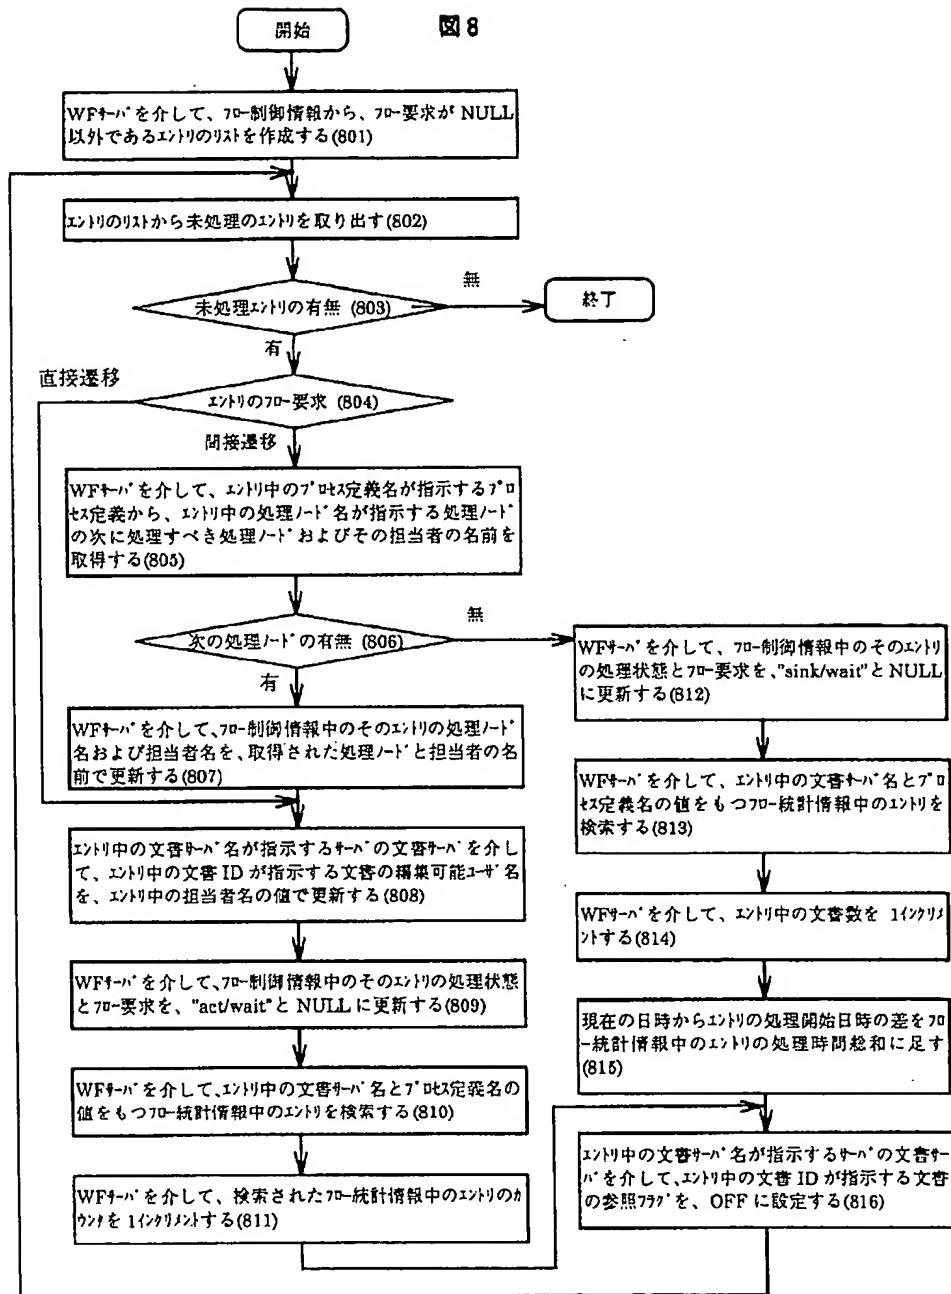 図8
開始
WFｻｰﾊﾞを介して、ﾌﾛｰ制御情報から、ﾌﾛｰ要求が NULL
以外であるｴﾝﾄﾘのﾘｽﾄを作成する(801)
ｴﾝﾄﾘのﾘｽﾄから未処理のｴﾝﾄﾘを取り出す(802)
未処理ｴﾝﾄﾘの有無 (803)
無
終了
有
直接遷移
ｴﾝﾄﾘのﾌﾛｰ要求 (804)
間接遷移
WFｻｰﾊﾞを介して、ｴﾝﾄﾘ中のﾌﾟﾛｾｽ定義名が指示するﾌﾟﾛ
ｾｽ定義から、ｴﾝﾄﾘ中の処理ﾉｰﾄﾞ名が指示する処理ﾉｰﾄﾞ
の次に処理すべき処理ﾉｰﾄﾞおよびその担当者の名前を
取得する(805)
次の処理ﾉｰﾄﾞの有無 (806)
無
有
WFｻｰﾊﾞを介して、ﾌﾛｰ制御情報中のそのｴﾝﾄﾘの処理ﾉｰﾄﾞ
名および担当者名を、取得された処理ﾉｰﾄﾞと担当者の名
前で更新する(807)
ｴﾝﾄﾘ中の文書ｻｰﾊﾞ名が指示するｻｰﾊﾞの文書ｻｰﾊﾞを介し
て、ｴﾝﾄﾘ中の文書 ID が指示する文書の編集可能ﾕｰｻﾞ名
を、ｴﾝﾄﾘ中の担当者名の値で更新する(808)
WFｻｰﾊﾞを介して、ﾌﾛｰ制御情報中のそのｴﾝﾄﾘの処理状態
とﾌﾛｰ要求を、"act/wait"と NULL に更新する(809)
WFｻｰﾊﾞを介して、ｴﾝﾄﾘ中の文書ｻｰﾊﾞ名とﾌﾟﾛｾｽ定義名の
値をもつﾌﾛｰ統計情報中のｴﾝﾄﾘを検索する(810)
WFｻｰﾊﾞを介して、検索されたﾌﾛｰ統計情報中のｴﾝﾄﾘのｶ
ｳﾝﾀを 1ｲﾝｸﾘﾒﾝﾄする(811)
WFｻｰﾊﾞを介して、ﾌﾛｰ制御情報中のそのｴﾝﾄﾘ
の処理状態とﾌﾛｰ要求を、"sink/wait"と NULL
に更新する(812)
WFｻｰﾊﾞを介して、ｴﾝﾄﾘ中の文書ｻｰﾊﾞ名とﾌﾟﾛ
ｾｽ定義名の値をもつﾌﾛｰ統計情報中のｴﾝﾄﾘを
検索する(813)
WFｻｰﾊﾞを介して、ｴﾝﾄﾘ中の文書数を 1ｲﾝｸﾘﾒ
ﾝﾄする(814)
現在の日時からｴﾝﾄﾘの処理開始日時の差をﾌﾛ
ｰ統計情報中のｴﾝﾄﾘの処理時間総和に足す
(815)
ｴﾝﾄﾘ中の文書ｻｰﾊﾞ名が指示するｻｰﾊﾞの文書ｻｰ
ﾊﾞを介して、ｴﾝﾄﾘ中の文書 ID が指示する文書
の参照ﾌﾗｸﾞを、OFF に設定する(816)